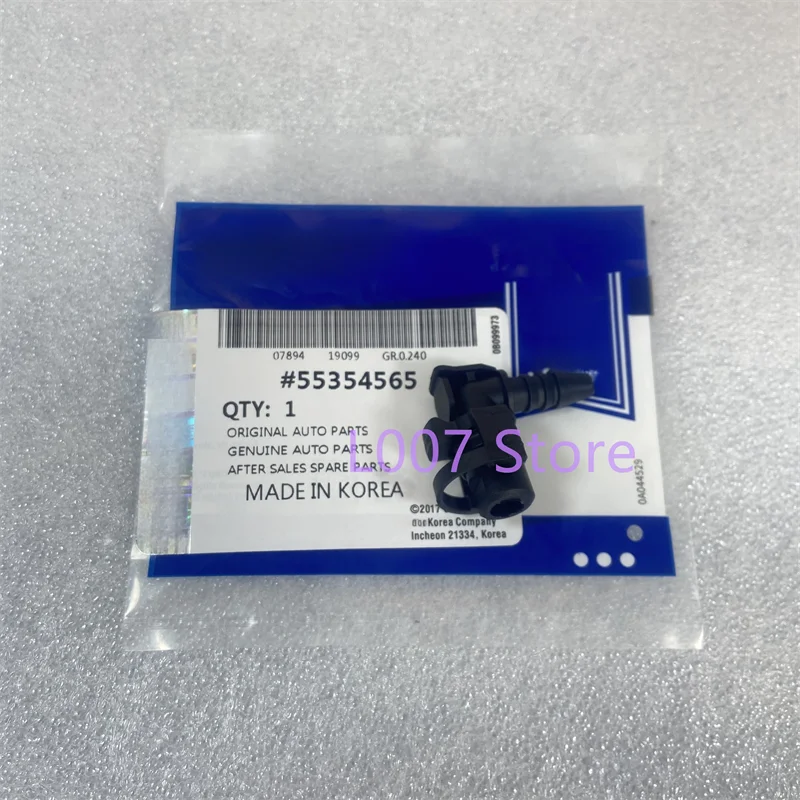 07894 19099 GR.0.240
#55354565
QTY: 1
ORIGINAL AUTO PARTS
GENUINE AUTO PARTS
AFTER SALES SPARE PARTS
MADE IN KOREA
08099973
0A044529
©2017
Korea Company
Incheon 21334, Korea
L007 Store